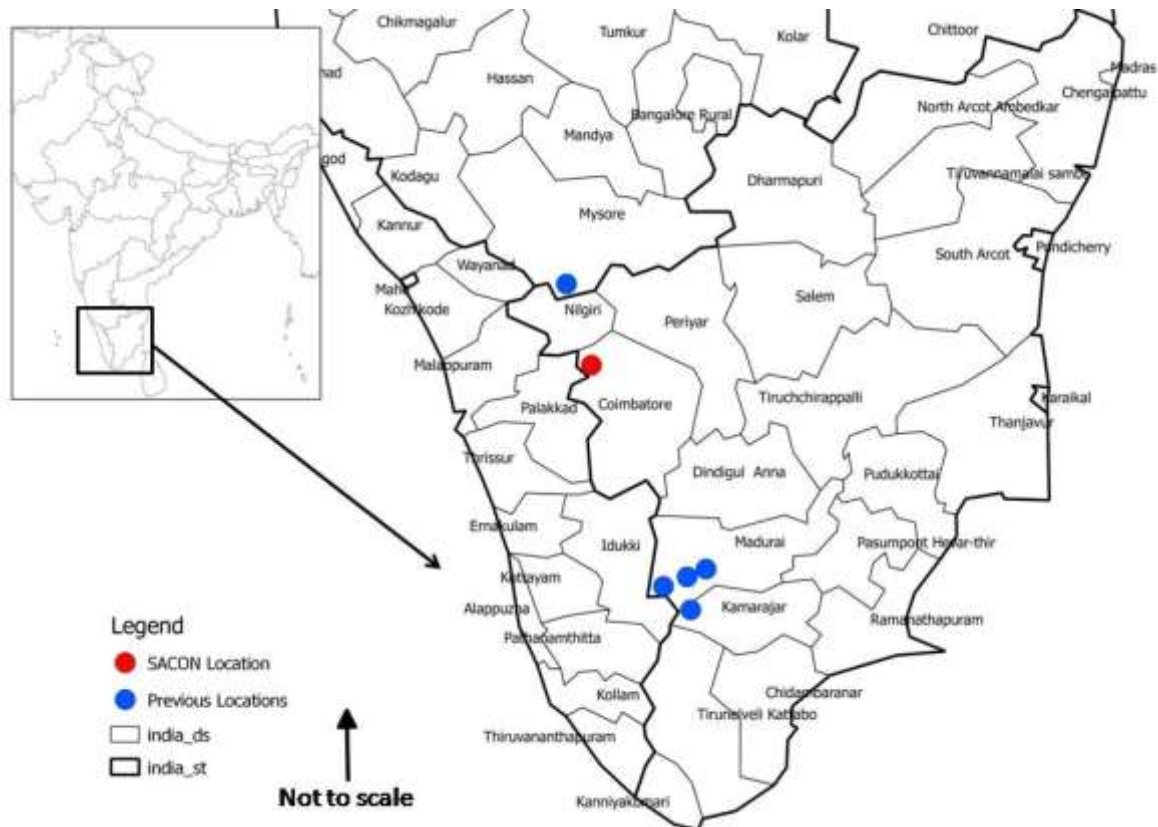 Chikmagalur
Tumkur
Kolar
Chittoor
Madras
Hassan
Chengalpattu
North Arcot Ambedkar
Bangalore Rural
Mandya
Kodagu
Dharmapuri
Mysore
Kannur
South Arcot
Pondicherry
Wayanad
Kozhikode
Nilgiri
Periyar
Salem
Malappuram
Palakkad
Coimbatore
Tiruchchirappalli
Karaikal
Thanjavur
Thrissur
Dindigul Anna
Pudukkottai
Ernakulam
Idukki
Madurai
Kottayam
Alappuzha
Kamarajar
Ramanathapuram
Pathanamthitta
Legend
SACON Location
Previous Locations
india_ds
india_st
Kollam
Chidambaranar
Thiruvananthapuram
Not to scale
Kanniyakumari